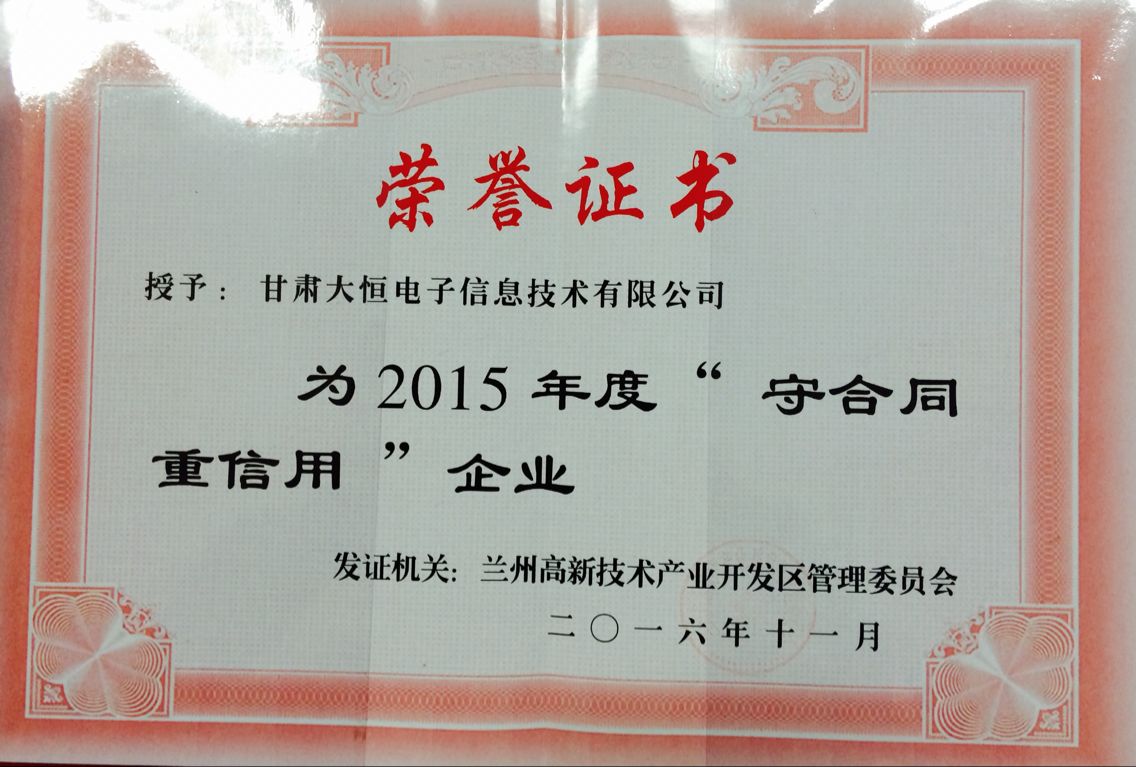 荣誉证书
授予：甘肃大恒电子信息技术有限公司
为2015年度“守合同
重信用”企业
发证机关：兰州高新技术产业开发区管理委员会
二〇一六年十一月